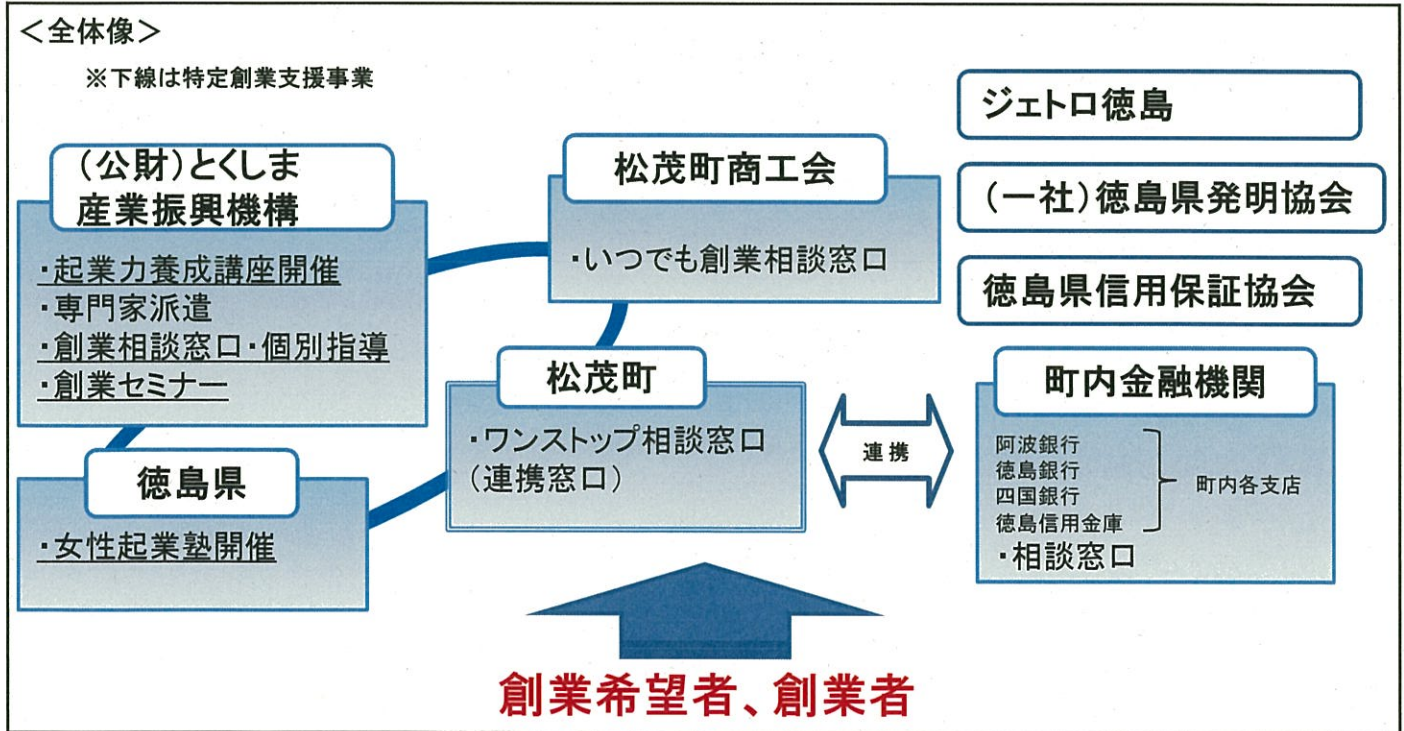 ＜全体像＞
※下線は特定創業支援事業
(公財)とくしま
産業振興機構
・起業力養成講座開催
・専門家派遣
・創業相談窓口・個別指導
・創業セミナー
徳島県
・女性起業塾開催
松茂町商工会
・いつでも創業相談窓口
松茂町
・ワンストップ相談窓口
(連携窓口)
連携
ジェトロ徳島
(一社)徳島県発明協会
徳島県信用保証協会
町内金融機関
阿波銀行
徳島銀行
四国銀行
徳島信用金庫
町内各支店
・相談窓口
創業希望者、創業者